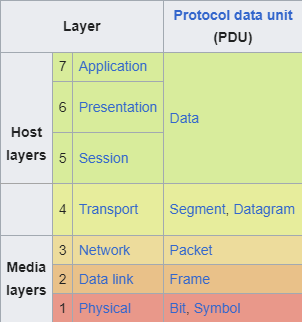 Layer
Protocol data unit
(PDU)
Host
layers
7 Application
6 Presentation
5 Session
Data
4 Transport Segment, Datagram
Media
layers
3 Network Packet
2 Data link Frame
1 Physical Bit, Symbol